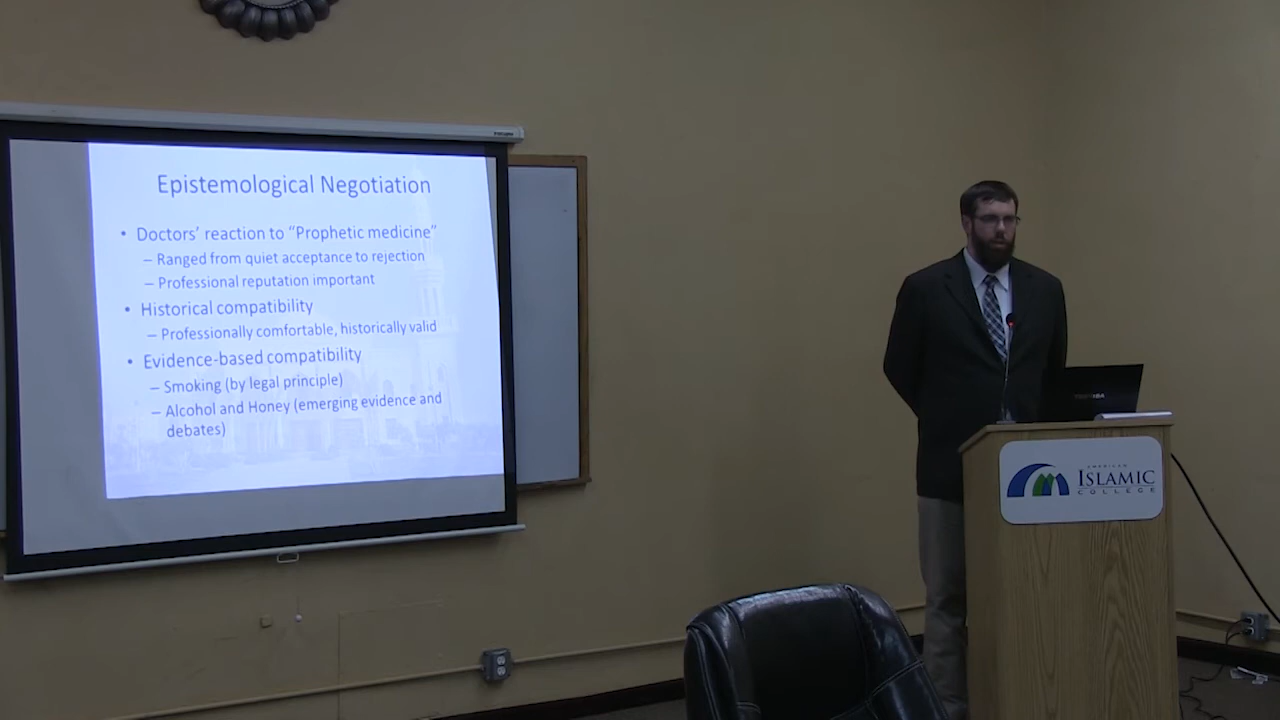 Epistemological Negotiation
• Doctors' reaction to “Prophetic medicine”
– Ranged from quiet acceptance to rejection
– Professional reputation important
• Historical compatibility
– Professionally comfortable, historically valid
• Evidence-based compatibility
– Smoking (by legal principle)
– Alcohol and Honey (emerging evidence and
debates)
TOSHIBA
AMERICAN
ISLAMIC
COLLEGE